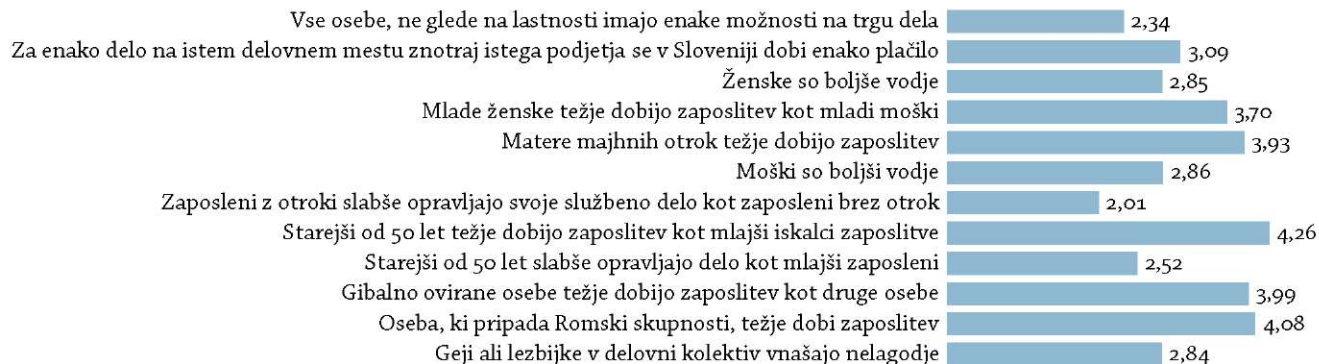 Vse osebe, ne glede na lastnosti imajo enake možnosti na trgu dela 2,34
Za enako delo na istem delovnem mestu znotraj istega podjetja se v Sloveniji dobi enako plačilo 3,09
Ženske so boljše vodje 2,85
Mlade ženske težje dobijo zaposlitev kot mladi moški 3,70
Matere majhnih otrok težje dobijo zaposlitev 3,93
Moški so boljši vodje 2,86
Zaposleni z otroki slabše opravljajo svoje službeno delo kot zaposleni brez otrok 2,01
Starejši od 50 let težje dobijo zaposlitev kot mlajši iskalci zaposlitve 4,26
Starejši od 50 let slabše opravljajo delo kot mlajši zaposleni 2,52
Gibalno ovirane osebe težje dobijo zaposlitev kot druge osebe 3,99
Oseba, ki pripada Romski skupnosti, težje dobi zaposlitev 4,08
Geji ali lezbijke v delovni kolektiv vnašajo nelagodje 2,84